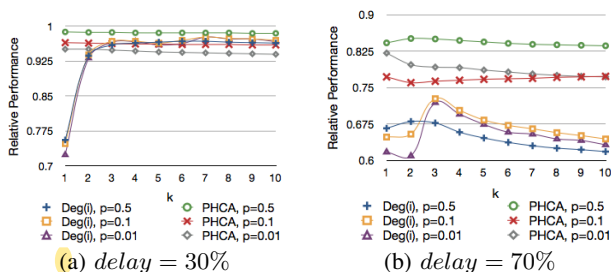 1
0.925
0.85
0.775
0.7
Relative Performance
1 2 3 4 5 6 7 8 9 10
k
Deg(i), p=0.5
Deg(i), p=0.1
Deg(i), p=0.01
PHCA, p=0.5
PHCA, p=0.1
PHCA, p=0.01
(a) delay = 30%
0.9
0.825
0.75
0.675
0.6
Relative Performance
1 2 3 4 5 6 7 8 9 10
k
Deg(i), p=0.5
Deg(i), p=0.1
Deg(i), p=0.01
PHCA, p=0.5
PHCA, p=0.1
PHCA, p=0.01
(b) delay = 70%